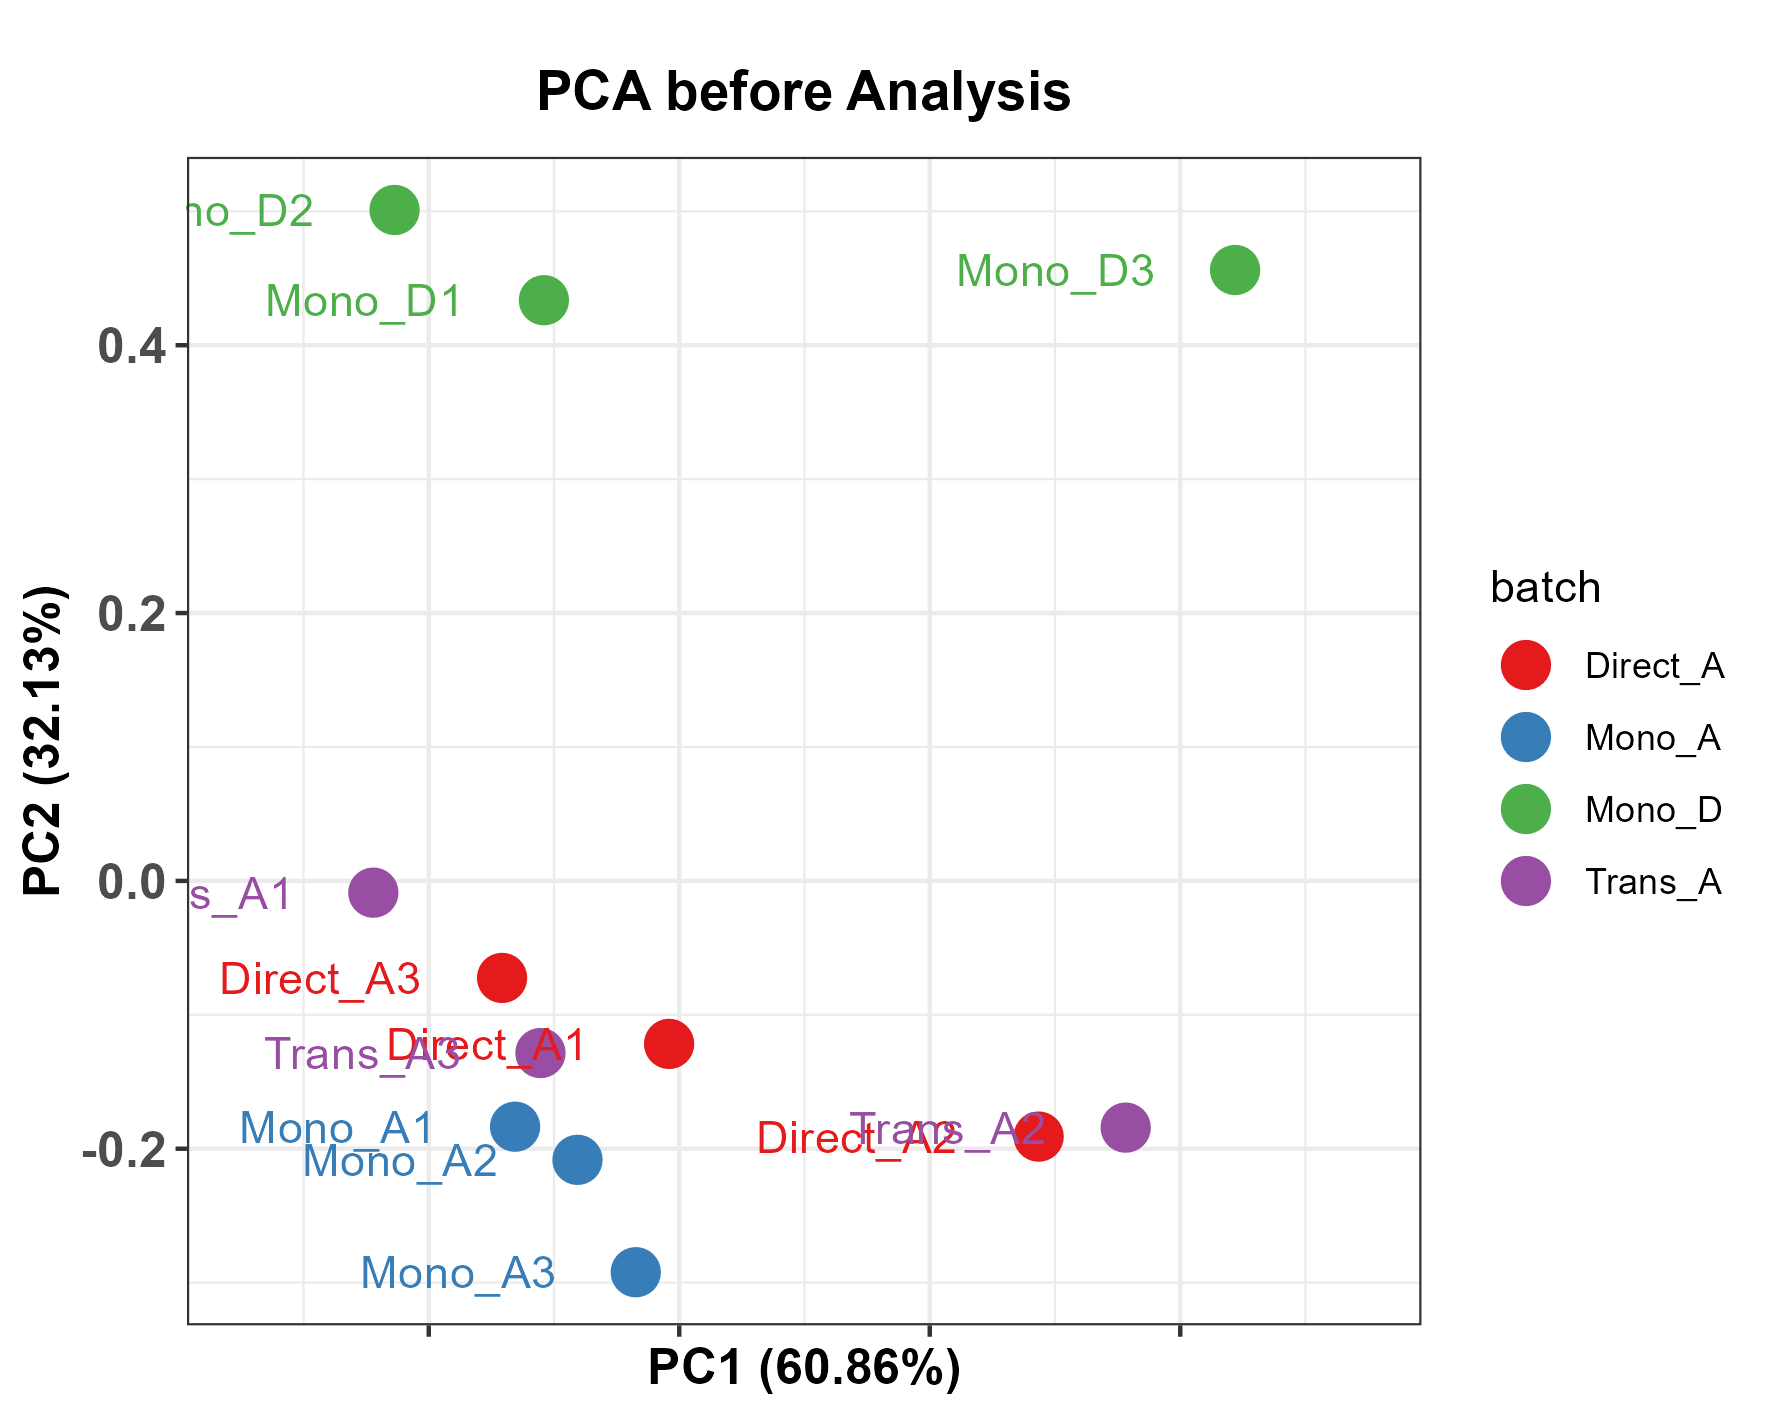 PCA before Analysis
no_D2
Mono_D1
Mono_D3
0.4
0.2
0.0
-0.2
s_A1
Direct_A3
Direct_A1
Trans_A3
Mono_A1
Mono_A2
Direct_A2
Trans_A2
Mono_A3
PC2 (32.13%)
PC1 (60.86%)
batch
Direct_A
Mono_A
Mono_D
Trans_A